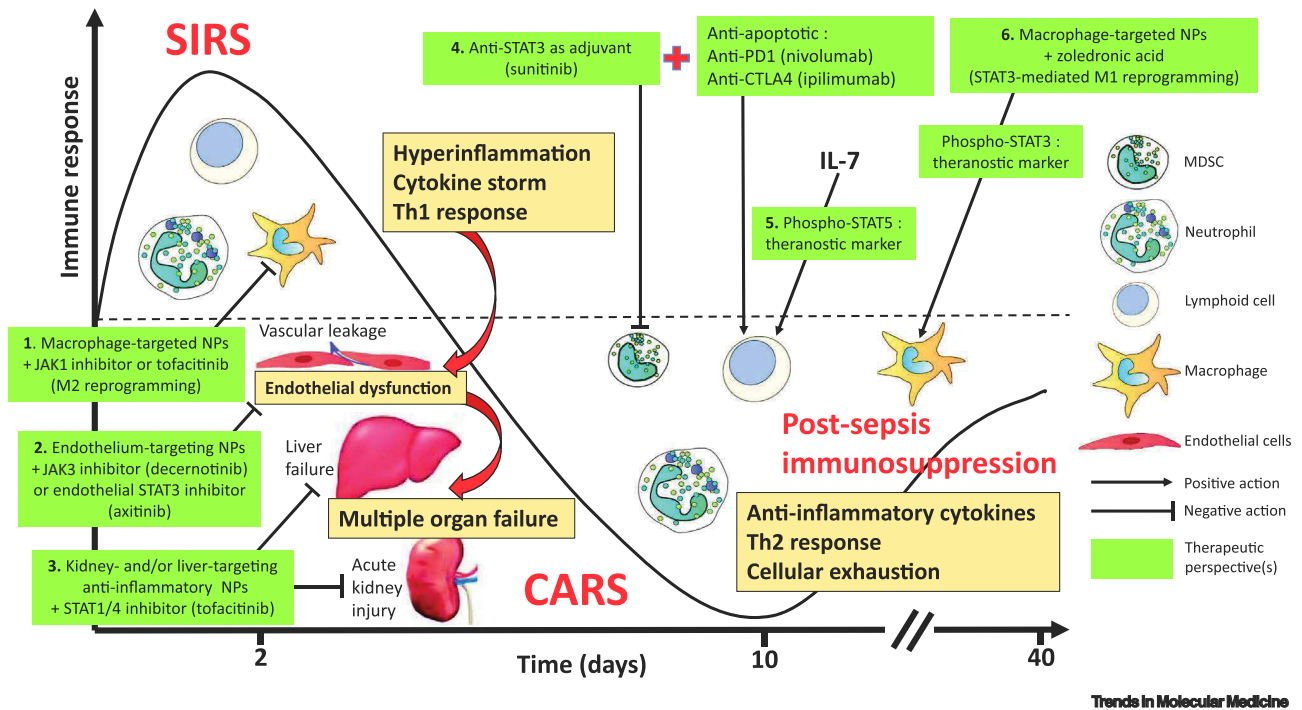 SIRS
Immune response
4. Anti-STAT3 as adjuvant
(sunitinib)
Anti-apoptotic :
Anti-PD1 (nivolumab)
Anti-CTLA4 (ipilimumab)
6. Macrophage-targeted NPs
+ zoledronic acid
(STAT3-mediated M1 reprogramming)
Phospho-STAT3 :
theranostic marker
IL-7
5. Phospho-STAT5 :
theranostic marker
Hyperinflammation
Cytokine storm
Th1 response
1. Macrophage-targeted NPs
+ JAK1 inhibitor or tofacitinib
(M2 reprogramming)
Vascular leakage
Endothelial dysfunction
2. Endothelium-targeting NPs
+ JAK3 inhibitor (decernotinib)
or endothelial STAT3 inhibitor
(axitinib)
Liver
failure
Multiple organ failure
3. Kidney- and/or liver-targeting
anti-inflammatory NPs
+ STAT1/4 inhibitor (tofacitinib)
Acute
kidney
injury
CARS
Post-sepsis
immunosuppression
Anti-inflammatory cytokines
Th2 response
Cellular exhaustion
2
10
40
Time (days)
MDSC
Neutrophil
Lymphoid cell
Macrophage
Endothelial cells
Positive action
Negative action
Therapeutic
perspective(s)
Trends in Molecular Medicine